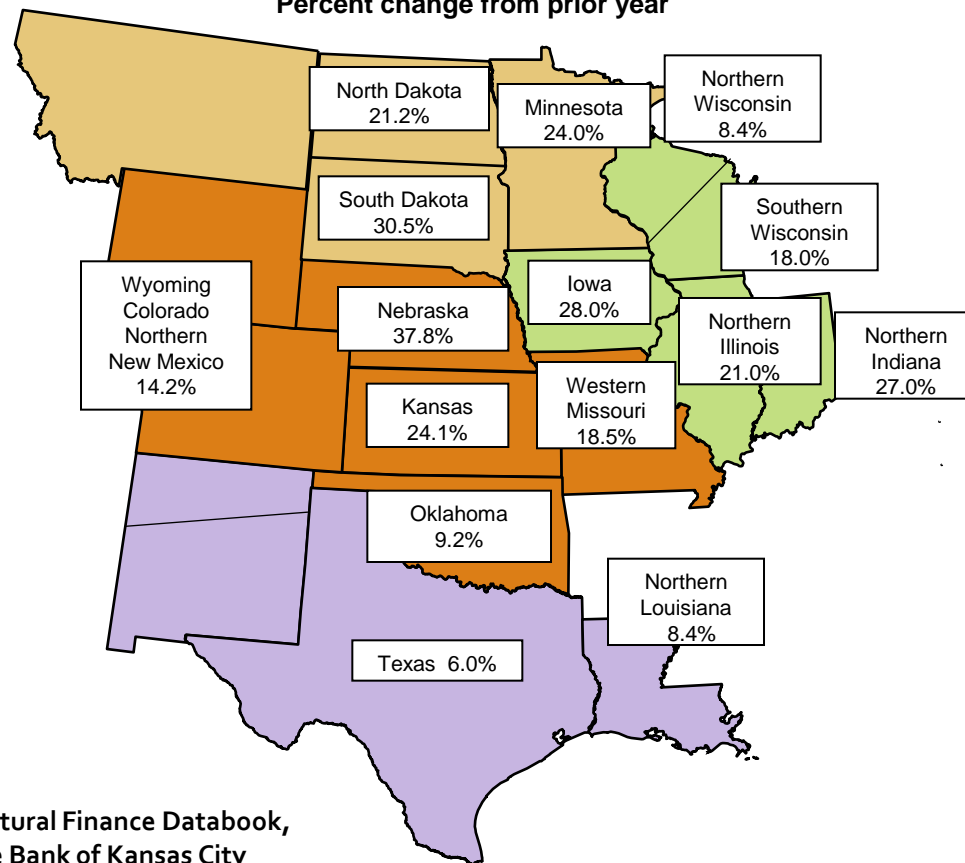 Percent change from prior year
North Dakota
21.2%
Minnesota
24.0%
Northern
Wisconsin
8.4%
South Dakota
30.5%
Southern
Wisconsin
18.0%
Wyoming
Colorado
Northern
New Mexico
14.2%
Nebraska
37.8%
Iowa
28.0%
Northern
Illinois
21.0%
Northern
Indiana
27.0%
Kansas
24.1%
Western
Missouri
18.5%
Oklahoma
9.2%
Northern
Louisiana
8.4%
Texas 6.0%
tural Finance Databook,
e Bank of Kansas City